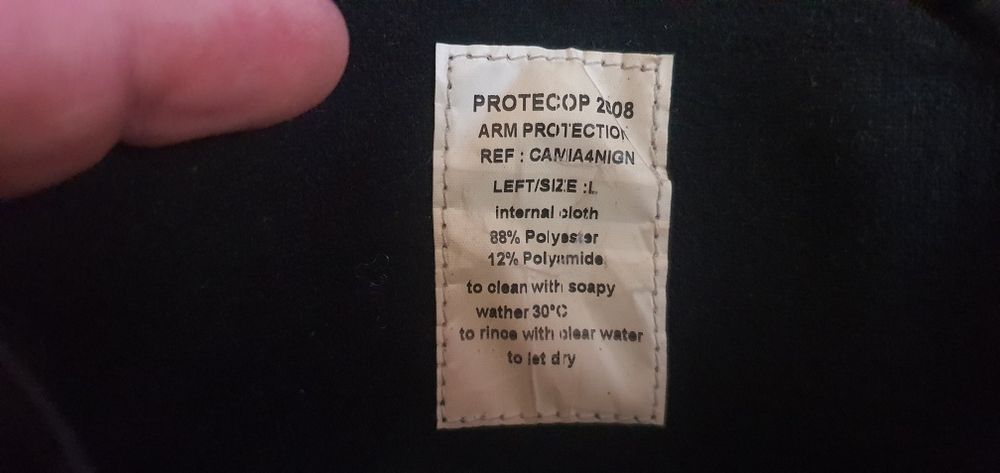 PROTECOP 2008
ARM PROTECTION
REF : CAMIA4NIGN
LEFT/SIZE :L
internal cloth
88% Polyester
12% Polyamide
to clean with soapy
wather 30°C
to rince with clear water
to let dry